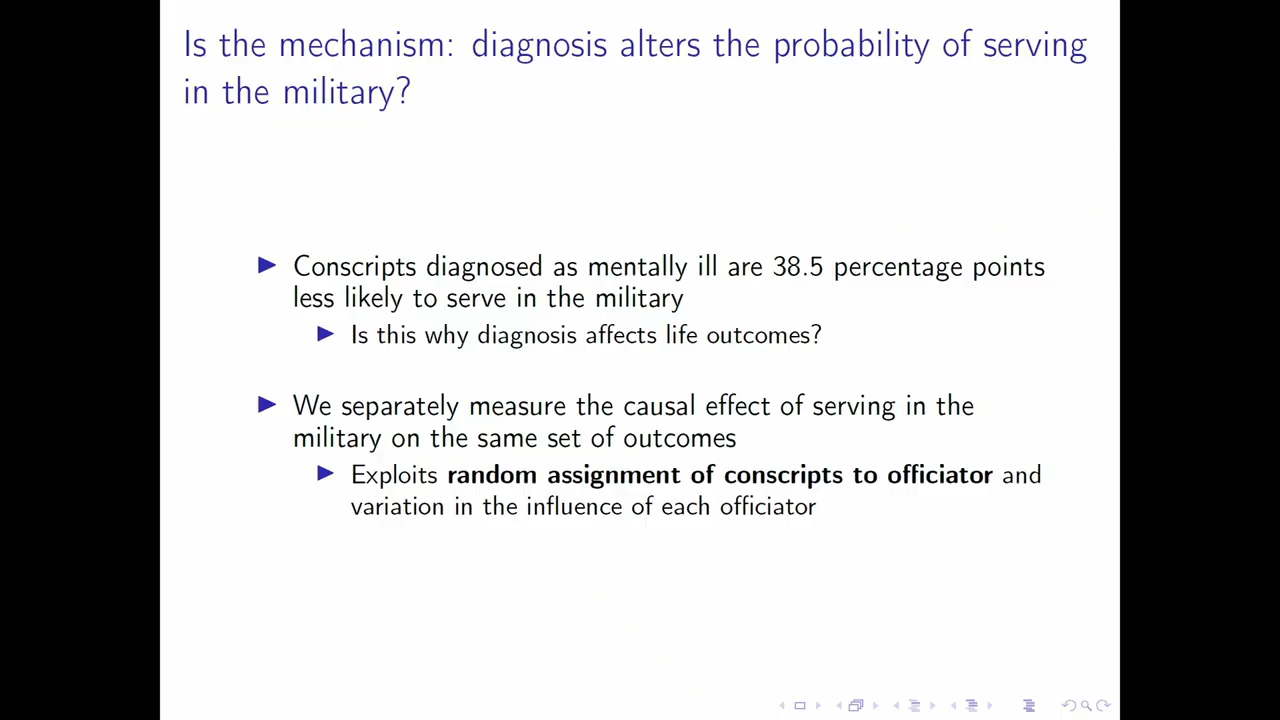 Is the mechanism: diagnosis alters the probability of serving
in the military?
Conscripts diagnosed as mentally ill are 38.5 percentage points
less likely to serve in the military
Is this why diagnosis affects life outcomes?
We separately measure the causal effect of serving in the
military on the same set of outcomes
Exploits random assignment of conscripts to officiator and
variation in the influence of each officiator